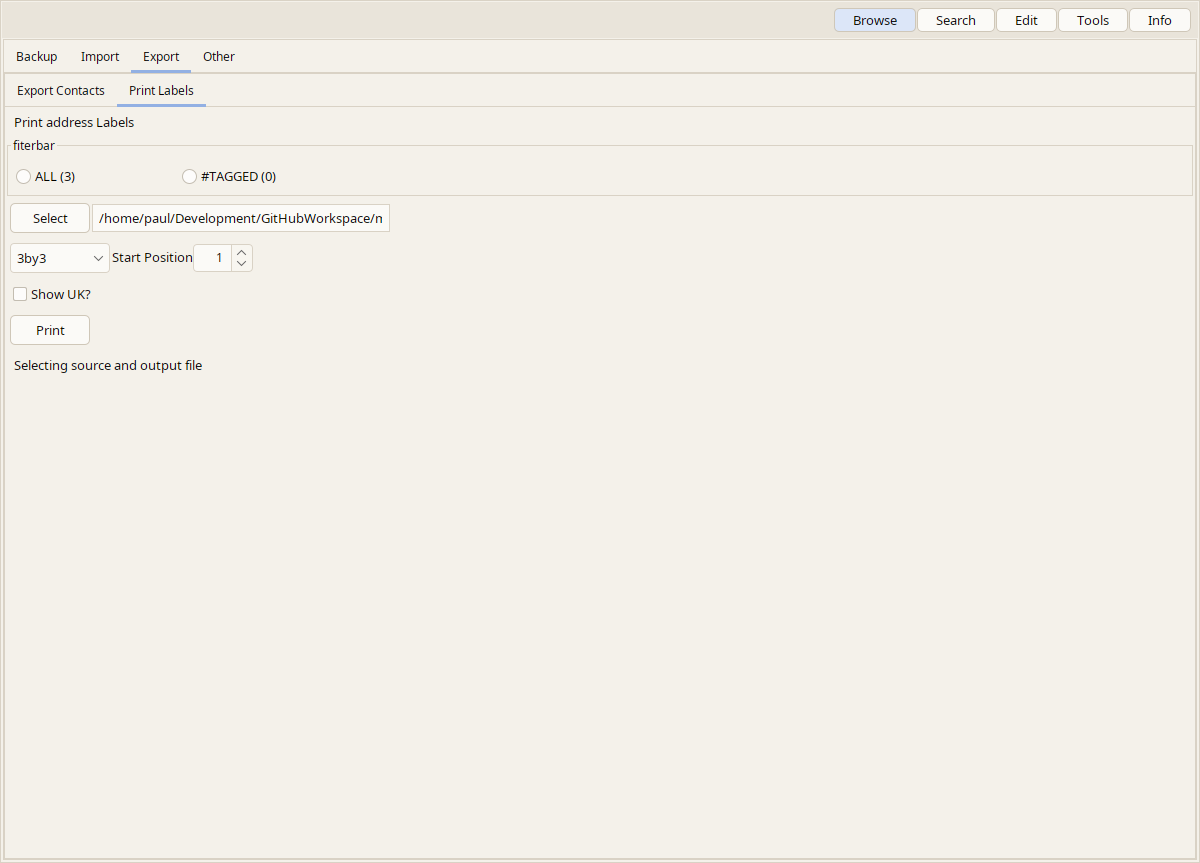 Browse Search Edit Tools Info
Backup Import Export Other
Export Contacts Print Labels
Print address Labels
fiterbar
ALL (3) #TAGGED (0)
Select /home/paul/Development/GitHubWorkspace/n
3by3 Start Position 1
Show UK?
Print
Selecting source and output file